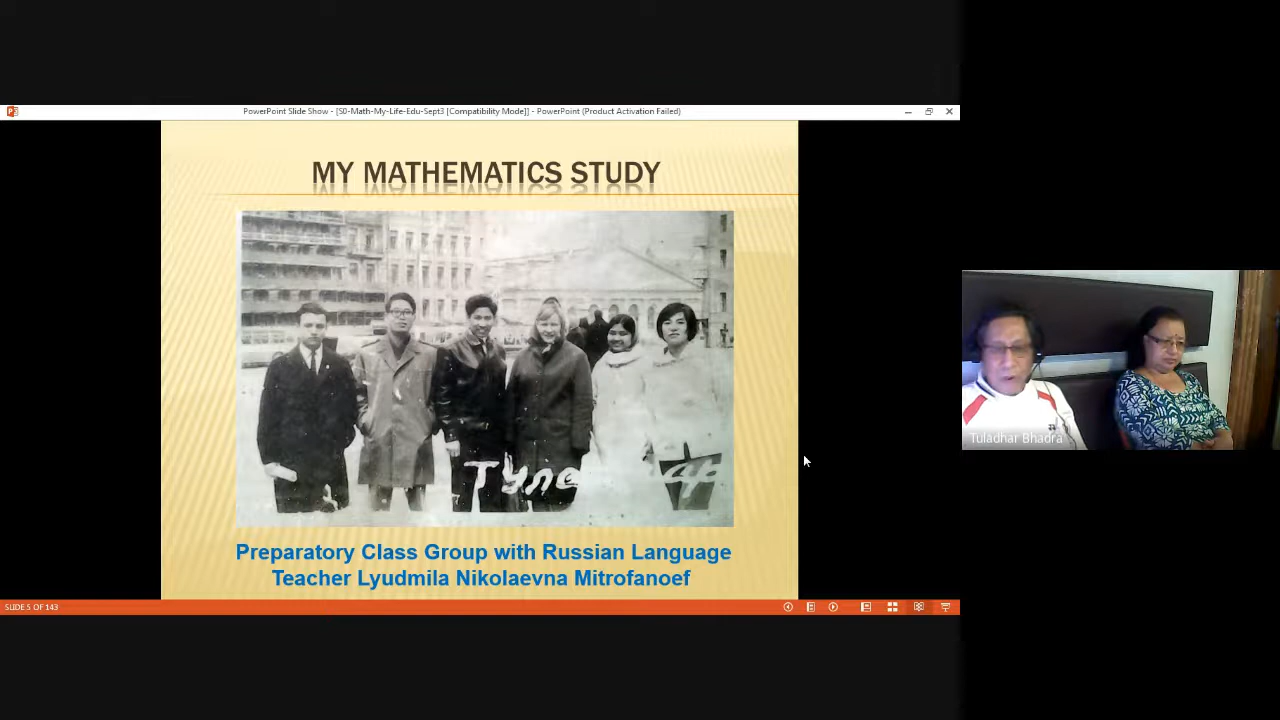 PowerPoint Slide Show - [S0-Math-My-Life-Edu-Sept3 [Compatibility Mode]] - PowerPoint (Product Activation Failed)
MY MATHEMATICS STUDY
Preparatory Class Group with Russian Language
Teacher Lyudmila Nikolaevna Mitrofanoef
SLIDE 5 OF 143
Tuladhar Bhadra